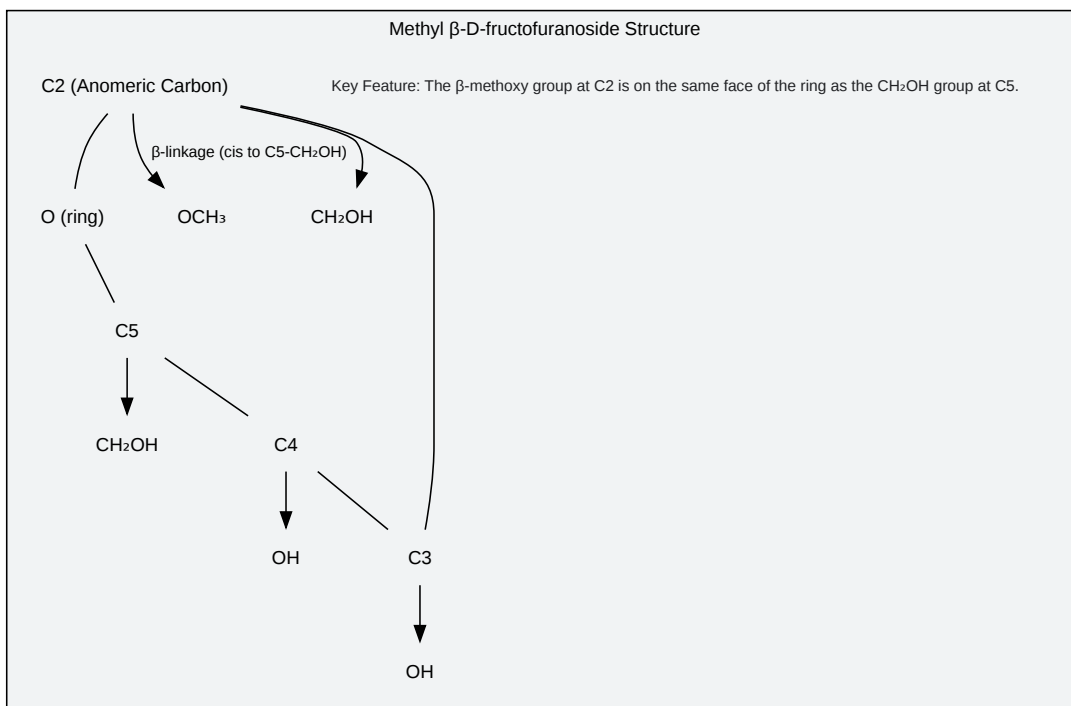 Methyl β-D-fructofuranoside Structure
C2 (Anomeric Carbon)
Key Feature: The β-methoxy group at C2 is on the same face of the ring as the CH₂OH group at C5.
β-linkage (cis to C5-CH₂OH)
O (ring)
OCH₃
CH₂OH
C5
CH₂OH
C4
OH
C3
OH